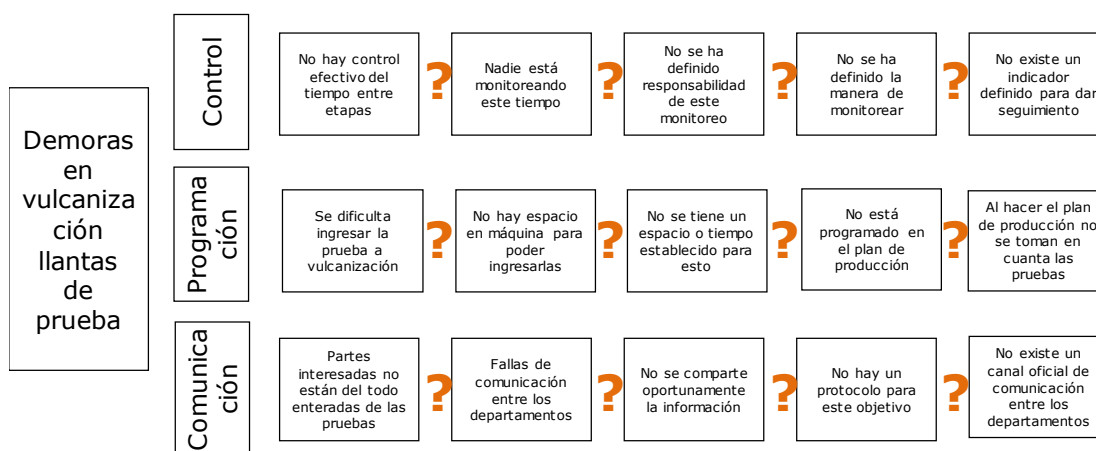 Demoras
en
vulcaniza
ción
llantas
de
prueba
Control
No hay control
efectivo del
tiempo entre
etapas
?
Nadie está
monitoreando
este tiempo
?
No se ha
definido
responsabilidad
de este
monitoreo
?
No se ha
definido la
manera de
monitorear
?
No existe un
indicador
definido para dar
seguimiento
Programa
ción
Se dificulta
ingresar la
prueba a
vulcanización
?
No hay espacio
en máquina para
poder
ingresarlas
?
No se tiene un
espacio o tiempo
establecido para
esto
?
No está
programado en
el plan de
producción
?
Al hacer el plan
de producción no
se toman en
cuanta las
pruebas
Comunica
ción
Partes
interesadas no
están del todo
enteradas de las
pruebas
?
Fallas de
comunicación
entre los
departamentos
?
No se comparte
oportunamente
la información
?
No hay un
protocolo para
este objetivo
?
No existe un
canal oficial de
comunicación
entre los
departamentos